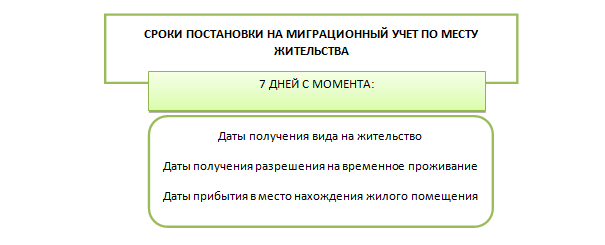 СРОКИ ПОСТАНОВКИ НА МИГРАЦИОННЫЙ УЧЕТ ПО МЕСТУ
ЖИТЕЛЬСТВА
7 ДНЕЙ С МОМЕНТА:
Даты получения вида на жительство
Даты получения разрешения на временное проживание
Даты прибытия в место нахождения жилого помещения